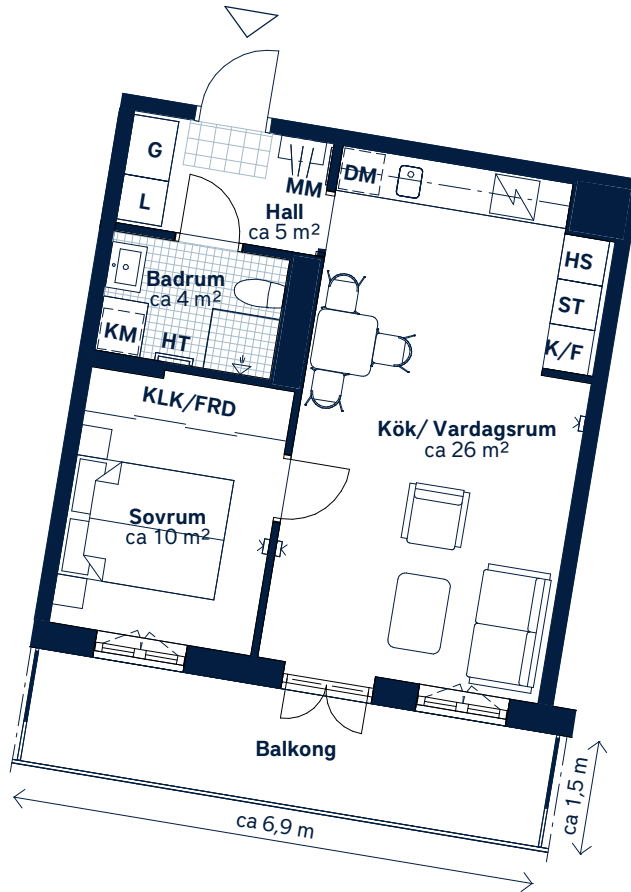 G
L
MM
Hall
ca 5 m²
DM
HS
ST
K/F
Badrum
ca 4 m²
KM
HT
KLK/FRD
Kök/ Vardagsrum
ca 26 m²
Sovrum
ca 10 m²
Balkong
ca 6,9 m
ca 1,5 m